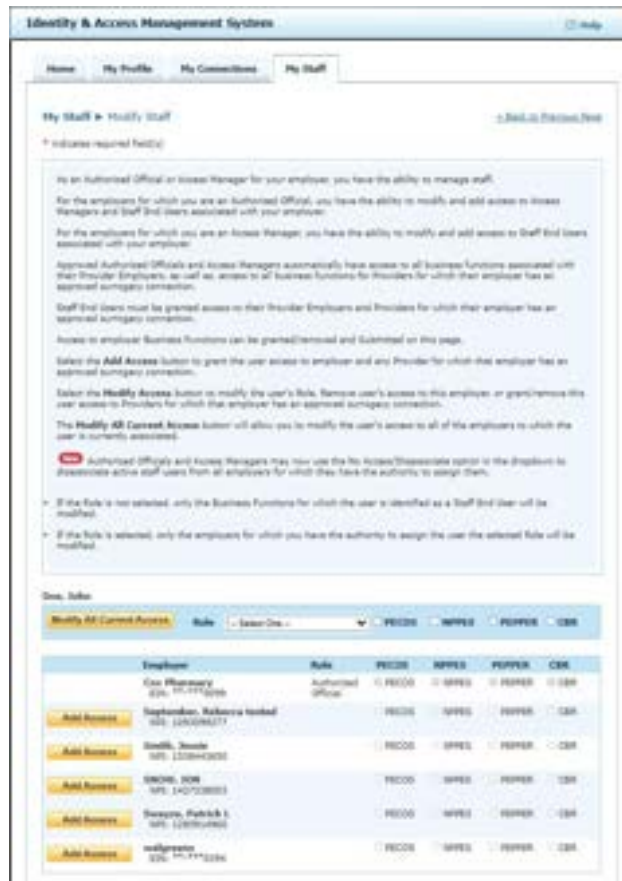 Identity & Access Management System
Help
Home
My Profile
My Connections
My Staff
My Staff ▶ Modify Staff
< Back to Previous Page
* indicates required field(s)
As an Authorized Official or Access Manager for your employer, you have the ability to manage staff.
For the employers for which you are an Authorized Official, you have the ability to modify and add access to Access
Managers and Staff End Users associated with your employer.
For the employers for which you are an Access Manager, you have the ability to modify and add access to Staff End Users
associated with your employer.
Approved Authorized Officials and Access Managers automatically have access to all business functions associated with
their Provider Employers, as well as, access to all business functions for Providers for which their employer has an
approved surrogacy connection.
Staff End Users must be granted access to their Provider Employers and Providers for which their employer has an
approved surrogacy connection.
Access to employer Business Functions can be granted/removed and Submitted on this page.
Select the Add Access button to grant the user access to employer and any Provider for which that employer has an
approved surrogacy connection.
Select the Modify Access button to modify the user's Role, Remove user's access to this employer, or grant/remove this
user access to Providers for which that employer has an approved surrogacy connection.
The Modify All Current Access button will allow you to modify the user's access to all of the employers to which the
user is currently associated.
Authorized Officials and Access Managers may now use the No Access/Disassociate option in the dropdown to
disassociate active staff users from all employers for which they have the authority to assign them.
• If the Role is not selected, only the Business Functions for which the user is identified as a Staff End User will be
modified.
• If the Role is selected, only the employers for which you have the authority to assign the user the selected Role will be
modified.
Doe, John
Modify All Current Access Role -- Select One -- PECOS NPPES PEPPER CBR
Employer Role PECOS NPPES PEPPER CBR
Cox Pharmacy Authorized PECOS NPPES PEPPER CBR
Official
Add Access September, Rebecca tested PECOS NPPES PEPPER CBR
Add Access Smith, Jessie PECOS NPPES PEPPER CBR
Add Access SNOW, JON PECOS NPPES PEPPER CBR
Add Access Swayze, Patrick L PECOS NPPES PEPPER CBR
Add Access walgreens PECOS NPPES PEPPER CBR